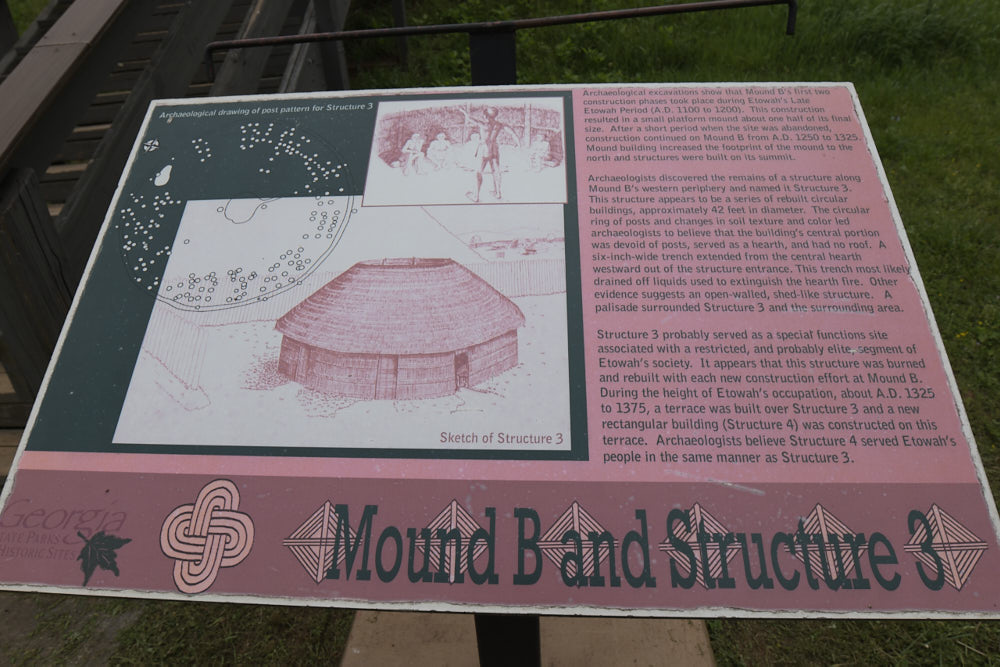 Archaeological drawing of post pattern for Structure 3
Archaeological excavations show that Mound B's first two
construction phases took place during Etowah's Late
Etowah Period (A.D. 1100 to 1200). This construction
resulted in a small platform mound about one half of its final
size. After a short period when the site was abandoned,
construction continued on Mound B from A.D. 1250 to 1325.
Mound building increased the footprint of the mound to the
north and structures were built on its summit.
Archaeologists discovered the remains of a structure along
Mound B's western periphery and named it Structure 3.
This structure appears to be a series of rebuilt circular
buildings, approximately 42 feet in diameter. The circular
ring of posts and changes in soil texture and color led
archaeologists to believe that the building's central portion
was devoid of posts, served as a hearth, and had no roof. A
six-inch-wide trench extended from the central hearth
westward out of the structure entrance. This trench most likely
drained off liquids used to extinguish the hearth fire. Other
evidence suggests an open-walled, shed-like structure. A
palisade surrounded Structure 3 and the surrounding area.
Structure 3 probably served as a special functions site
associated with a restricted, and probably elite, segment of
Etowah's society. It appears that this structure was burned
and rebuilt with each new construction effort at Mound B.
During the height of Etowah's occupation, about A.D. 1325
to 1375, a terrace was built over Structure 3 and a new
rectangular building (Structure 4) was constructed on this
terrace. Archaeologists believe Structure 4 served Etowah's
people in the same manner as Structure 3.
Sketch of Structure 3
Georgia
State Parks
Historic Sites
Mound B and Structure 3